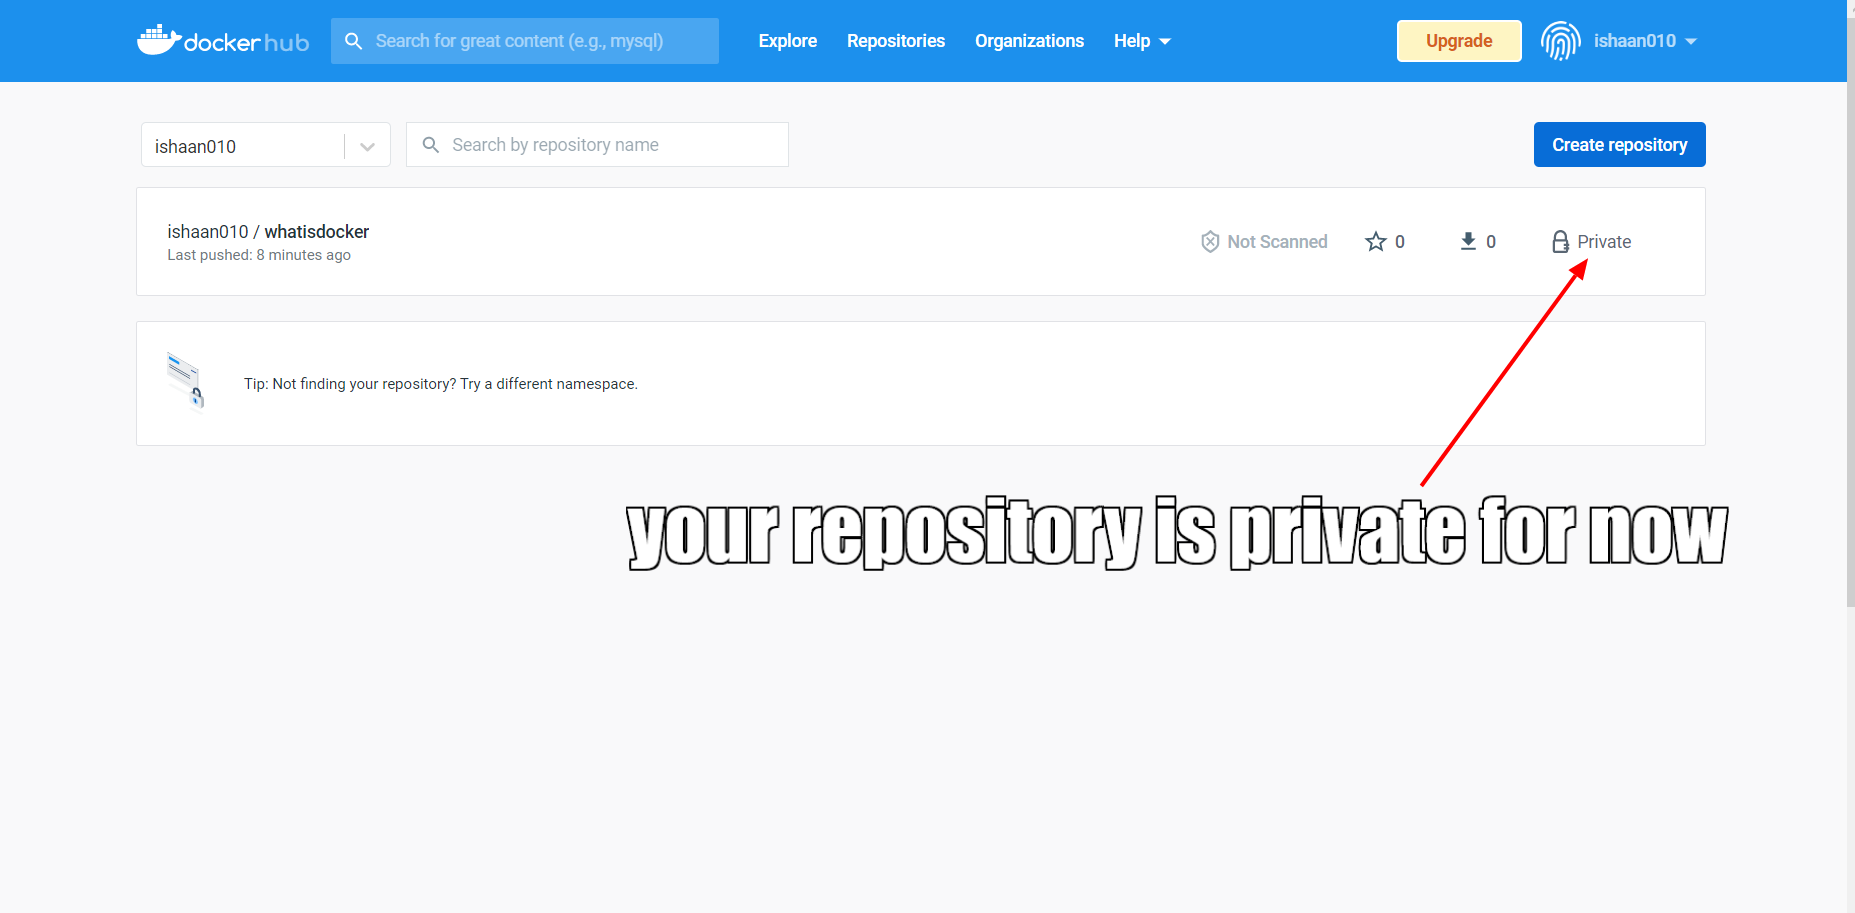 docker hub
Search for great content (e.g., mysql)
Explore
Repositories
Organizations
Help
Upgrade
ishaan010
ishaan010
Search by repository name
Create repository
ishaan010 / whatisdocker
Last pushed: 8 minutes ago
Not Scanned
0
0
Private
Tip: Not finding your repository? Try a different namespace.
your repository is private for now